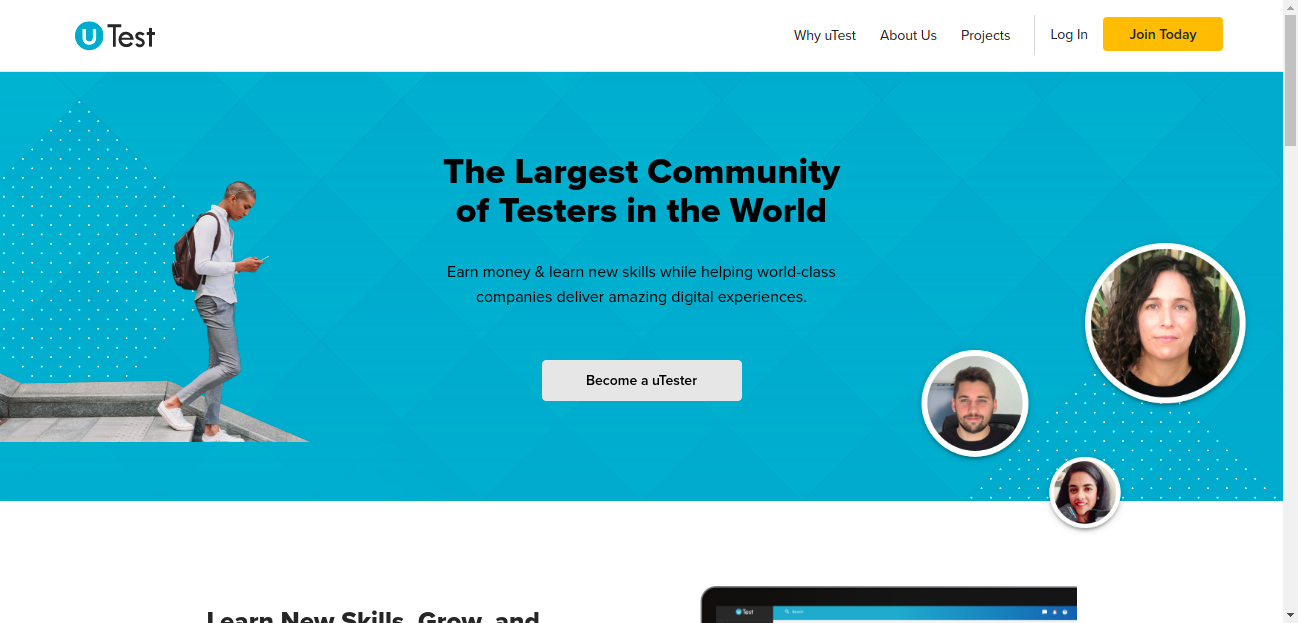 uTest
Why uTest
About Us
Projects
Log In
Join Today
The Largest Community
of Testers in the World
Earn money & learn new skills while helping world-class
companies deliver amazing digital experiences.
Become a uTester
Learn New Skills, Grow, and
uTest
Search